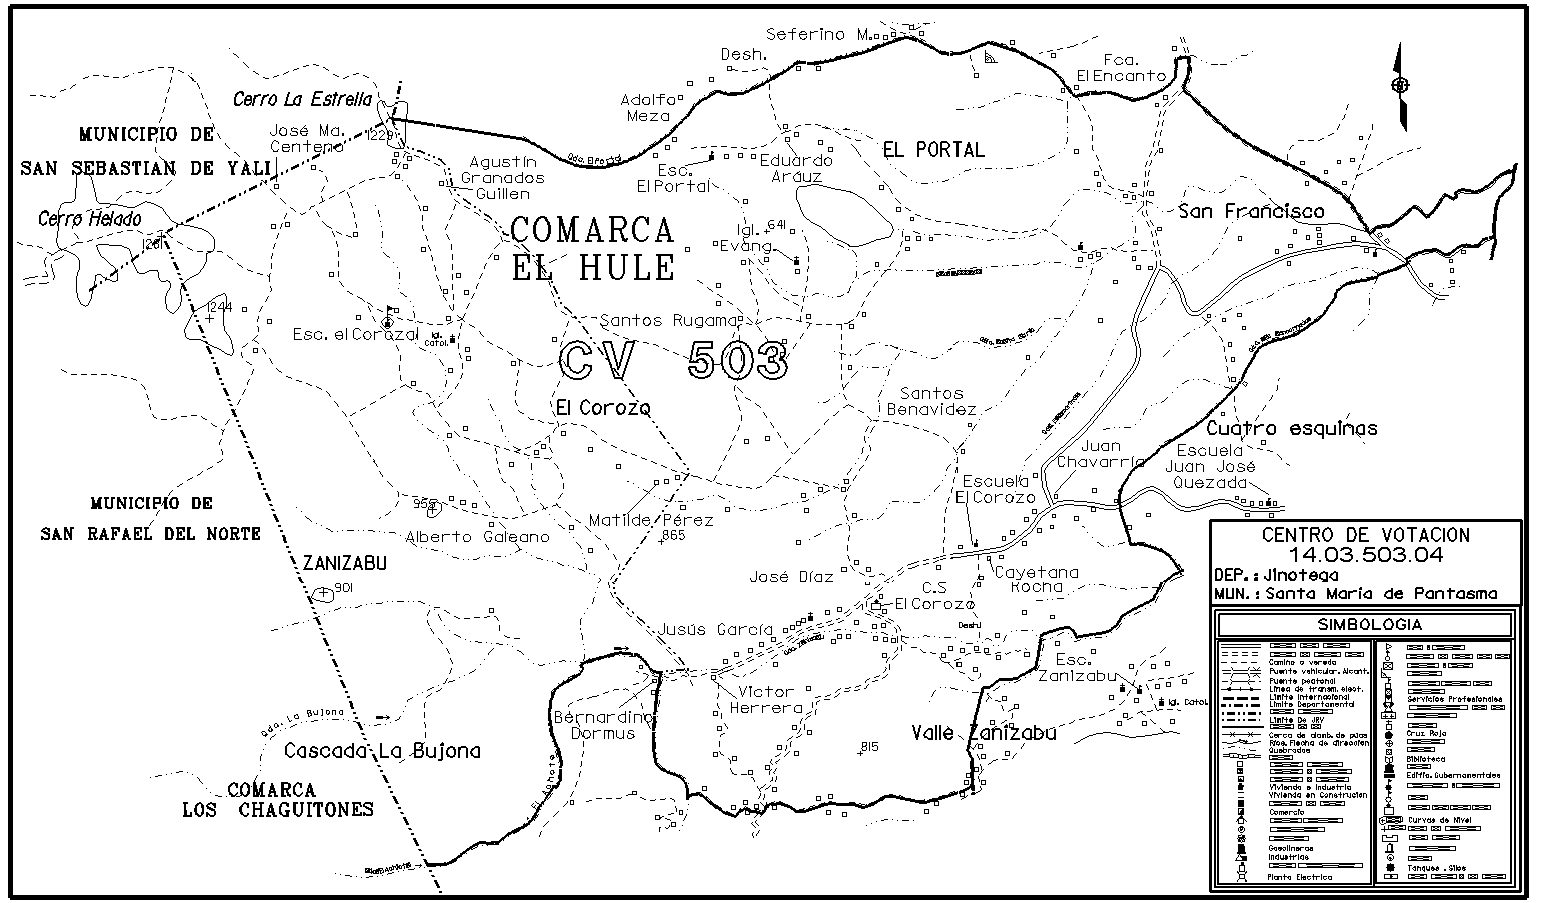 Seferino M.
Desh.
Fca.
El Encanto
Cerro La Estrella
Adolfo
Meza
MUNICIPIO DE
SAN SEBASTIAN DE YALI
José Ma.
Centeno
1229
Qda. El Portal
Agustín
Granados
Guillen
Esc.
El Portal
Eduardo
Aráuz
EL PORTAL
Cerro Helado
1261
COMARCA
EL HULE
Igl.
Evang.
641
San Francisco
1244
Esc. el Corozal
Igl.
Catol.
Santos Rugama
CV 503
El Corozo
Santos
Benavidez
Cuatro esquinas
Juan
Chavarría
Escuela
Juan José
Quezada
Escuela
El Corozo
MUNICIPIO DE
SAN RAFAEL DEL NORTE
Matilde Pérez
865
Alberto Galeano
ZANIZABU
901
José Díaz
C.S
El Corozo
Cayetana
Rocha
Desh.
Jusús García
Esc.
Zanizabu
Igl. Catol.
Victor
Herrera
Bernardino
Dormus
Valle Zanizabu
815
Qda. La Bujona
Cascada La Bujona
COMARCA
LOS CHAGUITONES
CENTRO DE VOTACION
14.03.503.04
DEP.: Jinotega
MUN.: Santa María de Pantasma
SIMBOLOGIA
Camino o vereda
Puente vehicular. Alcant.
Puente peatonal
Línea de transm. elect.
Límite Internacional
Límite Departamental
Límite De JRV
Cerca de alamb. de púas
Ríos. Flecha de dirección
Quebradas
Vivienda e Industria
Vivienda en Construcción
Comercio
Gasolineras
Industrias
Planta Electrica
Servicios Profesionales
Cruz Roja
Biblioteca
Edific. Gubernamentales
Curvas de Nivel
Tanques . Silos